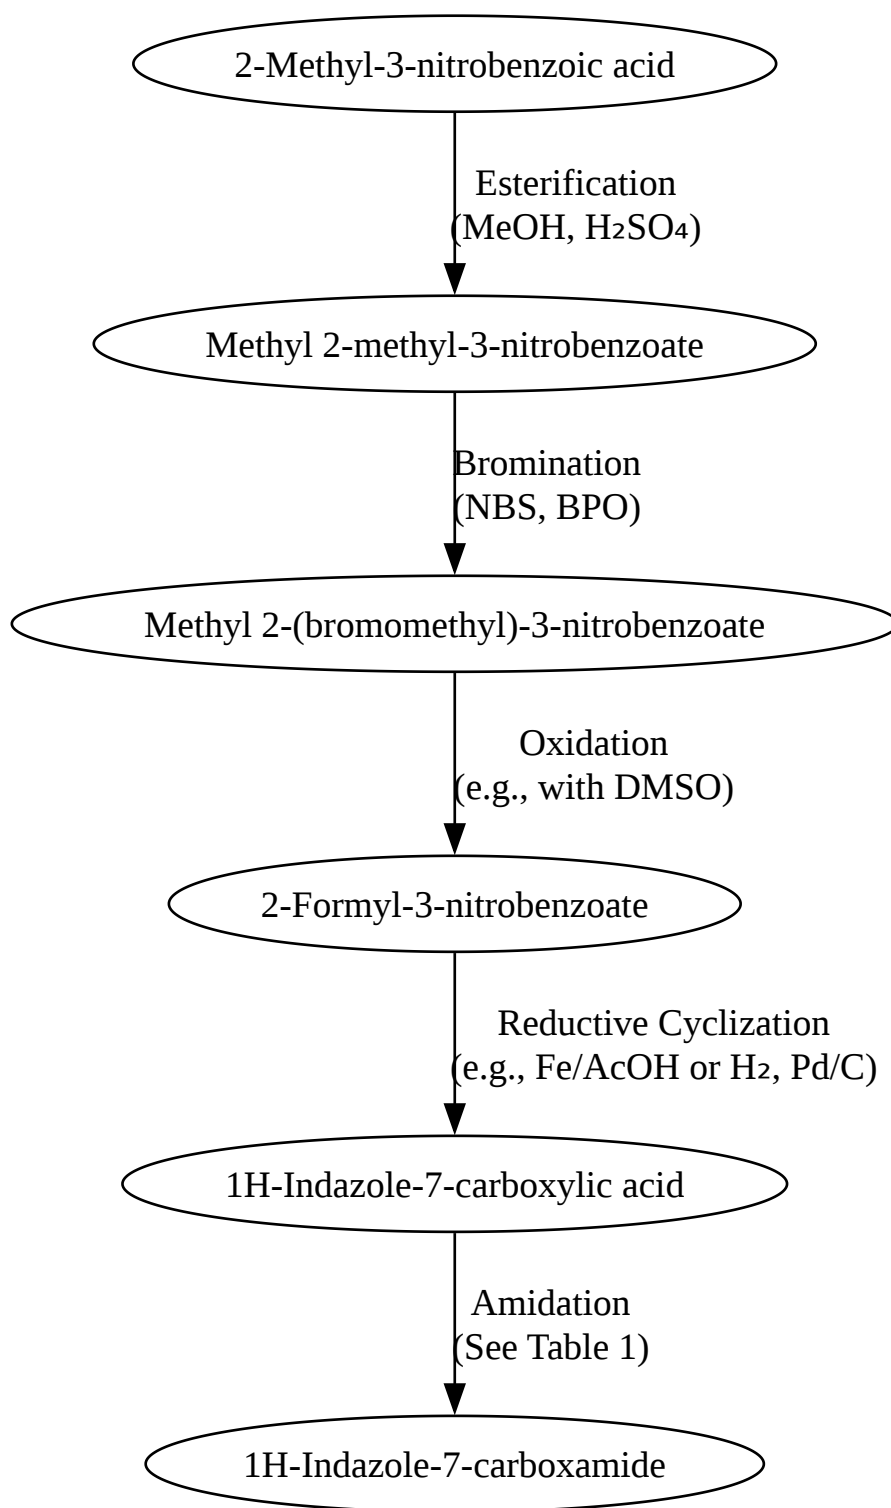 2-Methyl-3-nitrobenzoic acid
Esterification
(MeOH, H₂SO₄)
Methyl 2-methyl-3-nitrobenzoate
Bromination
(NBS, BPO)
Methyl 2-(bromomethyl)-3-nitrobenzoate
Oxidation
(e.g., with DMSO)
2-Formyl-3-nitrobenzoate
Reductive Cyclization
(e.g., Fe/AcOH or H₂, Pd/C)
1H-Indazole-7-carboxylic acid
Amidation
(See Table 1)
1H-Indazole-7-carboxamide